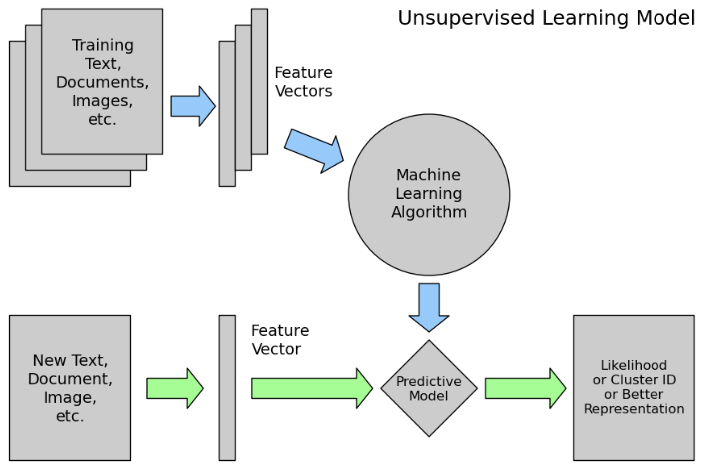 Unsupervised Learning Model
Training
Text,
Documents,
Images,
etc.
Feature
Vectors
Machine
Learning
Algorithm
New Text,
Document,
Image,
etc.
Feature
Vector
Predictive
Model
Likelihood
or Cluster ID
or Better
Representation